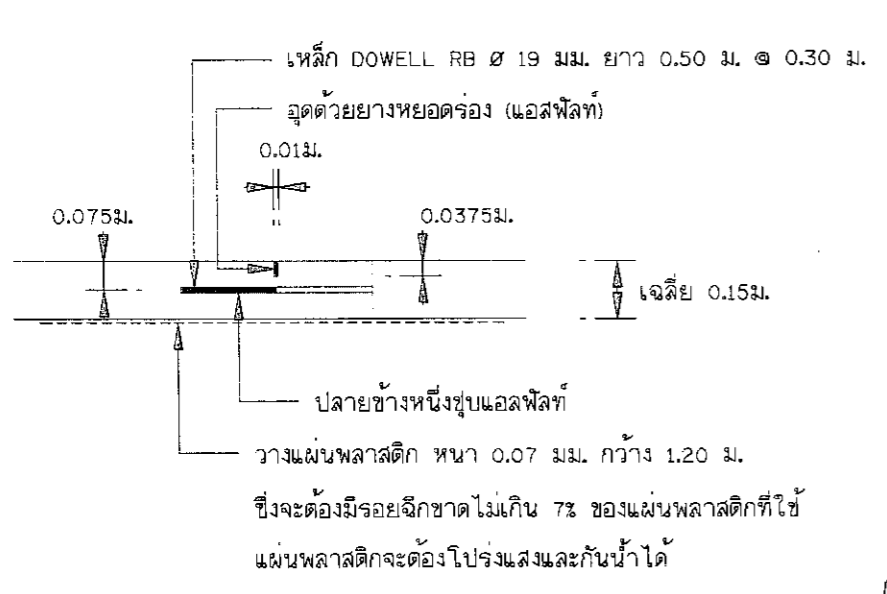 เหล็ก DOWELL RB Ø 19 มม. ยาว 0.50 ม. @ 0.30 ม.
อุดด้วยยางหยอดร่อง (แอสฟัลท์)
0.01ม.
0.075ม.
0.0375ม.
เฉลี่ย 0.15ม.
ปลายข้างหนึ่งชุบแอลฟัลท์
วางแผ่นพลาสติก หนา 0.07 มม. กว้าง 1.20 ม.
ซึ่งจะต้องมีรอยฉีกขาดไม่เกิน 7% ของแผ่นพลาสติกที่ใช้
แผ่นพลาสติกจะต้องโปร่งแสงและกันน้ำได้